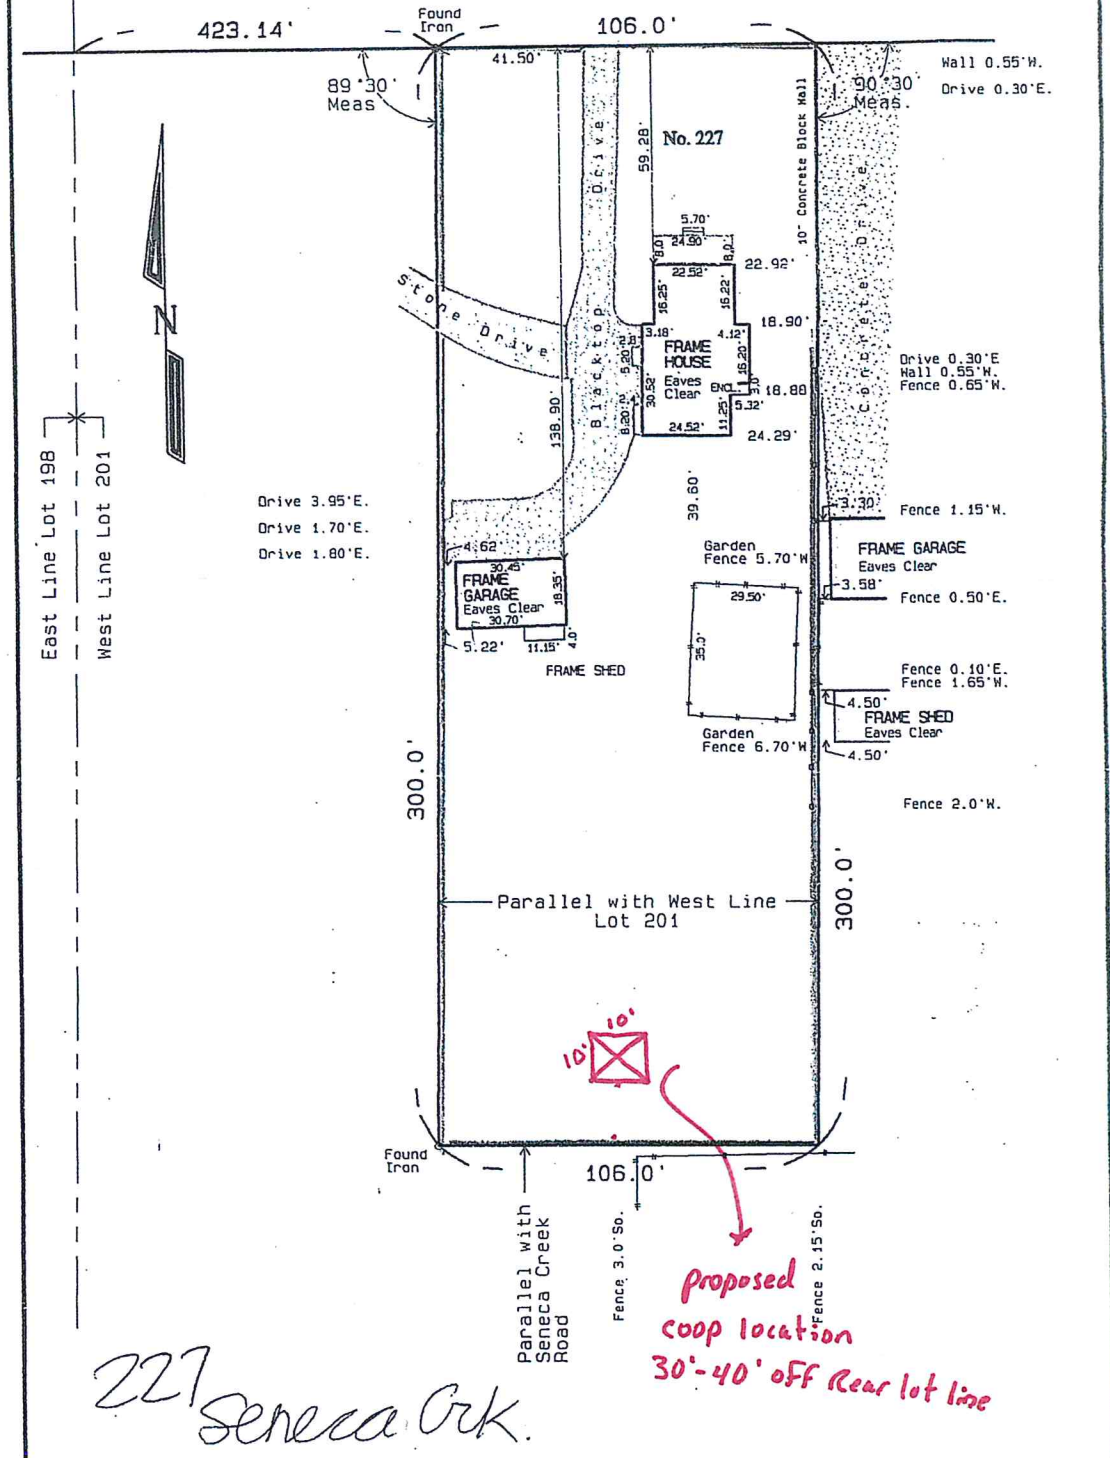 423.14'
Found
Iron
106.0'
41.50'
89°30'
Meas
90°30'
Meas.
Wall 0.55'W.
Drive 0.30'E.
10" Concrete Block Wall
Concrete Drive
Blacktop Drive
59.28'
No. 227
5.70'
24.90'
8.0'
8.0'
22.52'
22.92'
16.25'
16.22'
18.90'
3.18'
4.12'
FRAME
HOUSE
Eaves
Clear
ENCL.
16.20'
3.0'
18.88'
5.20'
30.52'
8.20'
5.32'
11.25'
24.52'
24.29'
Stone Drive
138.90'
N
Drive 0.30'E
Wall 0.55'W.
Fence 0.65'W.
East Line Lot 198
West Line Lot 201
Drive 3.95'E.
Drive 1.70'E.
Drive 1.80'E.
39.60'
3.30'
Fence 1.15'W.
4.62'
30.45'
FRAME
GARAGE
Eaves Clear
30.70'
18.35'
5.22'
11.15'
4.0'
FRAME SHED
Garden
Fence 5.70'W
29.50'
35.0'
Garden
Fence 6.70'W
FRAME GARAGE
Eaves Clear
3.58'
Fence 0.50'E.
Fence 0.10'E.
Fence 1.65'W.
4.50'
FRAME SHED
Eaves Clear
4.50'
Fence 2.0'W.
300.0'
300.0'
Parallel with West Line
Lot 201
10'
10'
Found
Iron
106.0'
Parallel with
Seneca Creek
Road
Fence 3.0'So.
Fence 2.15'So.
proposed
coop location
30'-40' off Rear lot line
227
Seneca Crk.